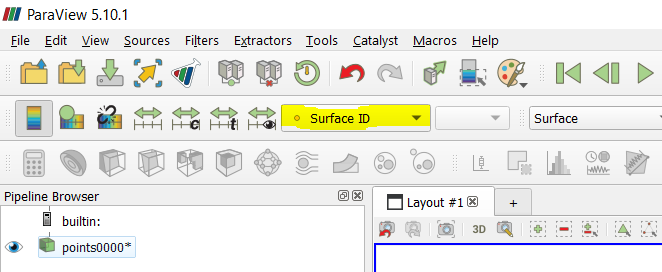 ParaView 5.10.1
File Edit View Sources Filters Extractors Tools Catalyst Macros Help
c t
Surface ID Surface
Pipeline Browser
builtin:
points0000*
Layout #1 +
3D